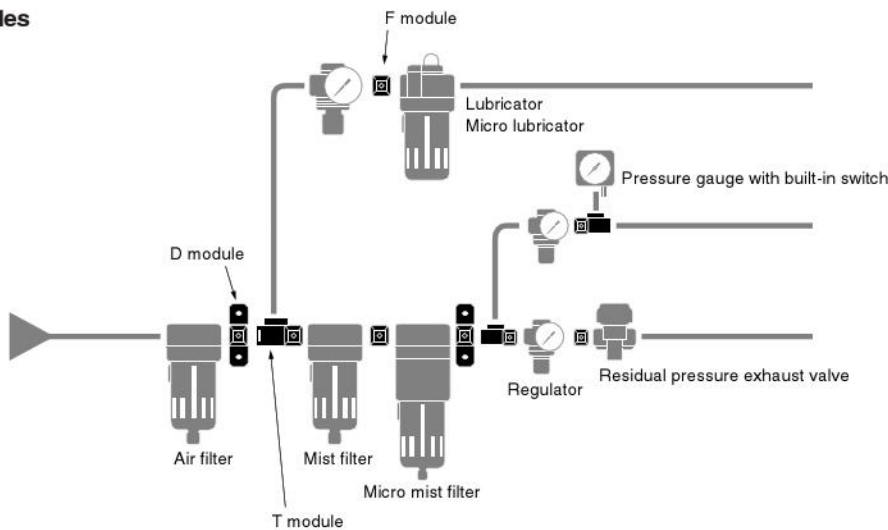 les
F module
Lubricator
Micro lubricator
Pressure gauge with built-in switch
D module
Regulator
Residual pressure exhaust valve
Air filter
Mist filter
Micro mist filter
T module